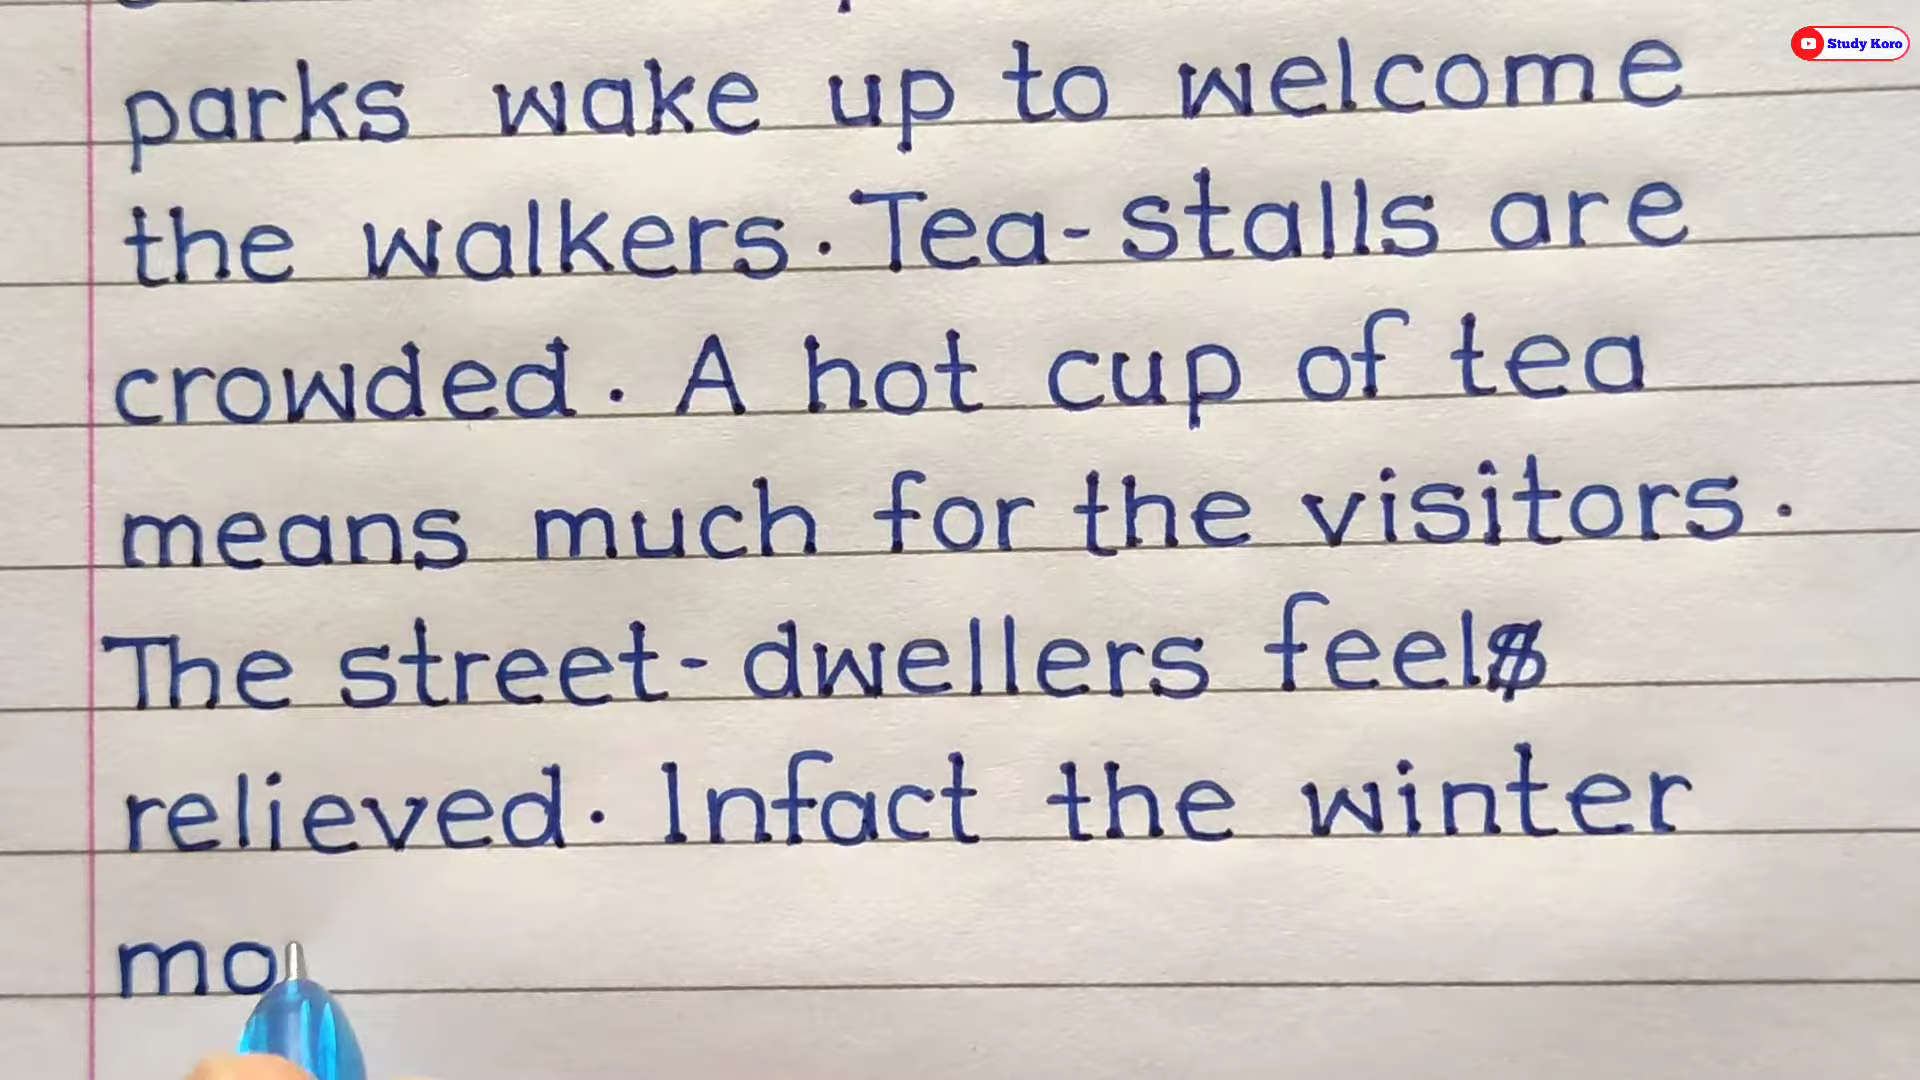 Study Koro
parks wake up to welcome
the walkers. Tea-stalls are
crowded. A hot cup of tea
means much for the visitors.
The street-dwellers feel
relieved. Infact the winter
mo